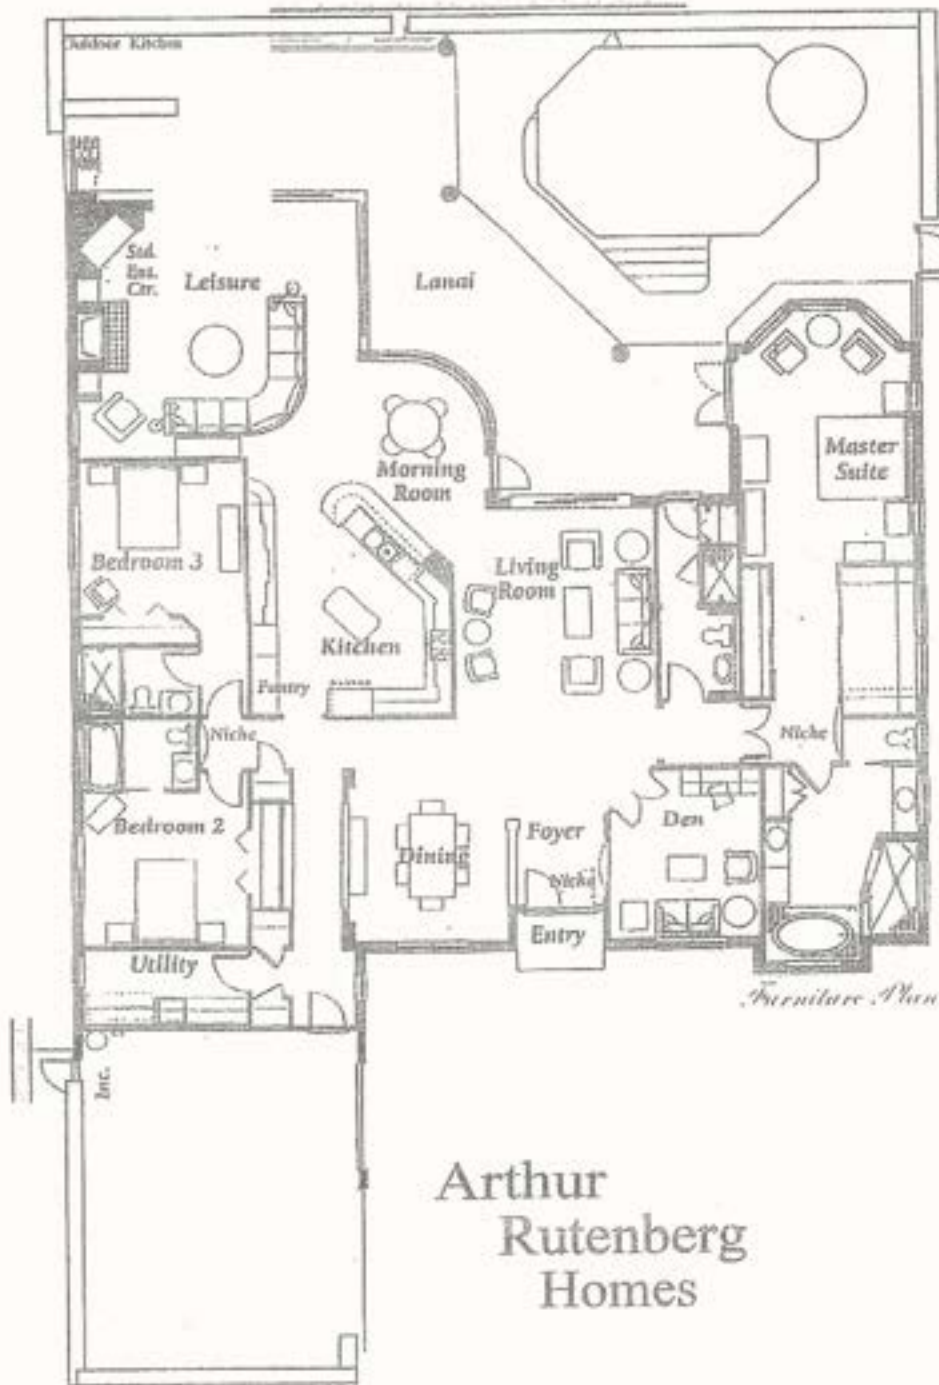 Outdoor Kitchen
Std.
Ent.
Ctr.
Leisure
Lanai
Morning
Room
Master
Suite
Bedroom 3
Living
Room
Kitchen
Pantry
Niche
Niche
Bedroom 2
Dining
Foyer
Den
Niche
Entry
Utility
Furniture Plan
Inc.
Arthur
Rutenberg
Homes